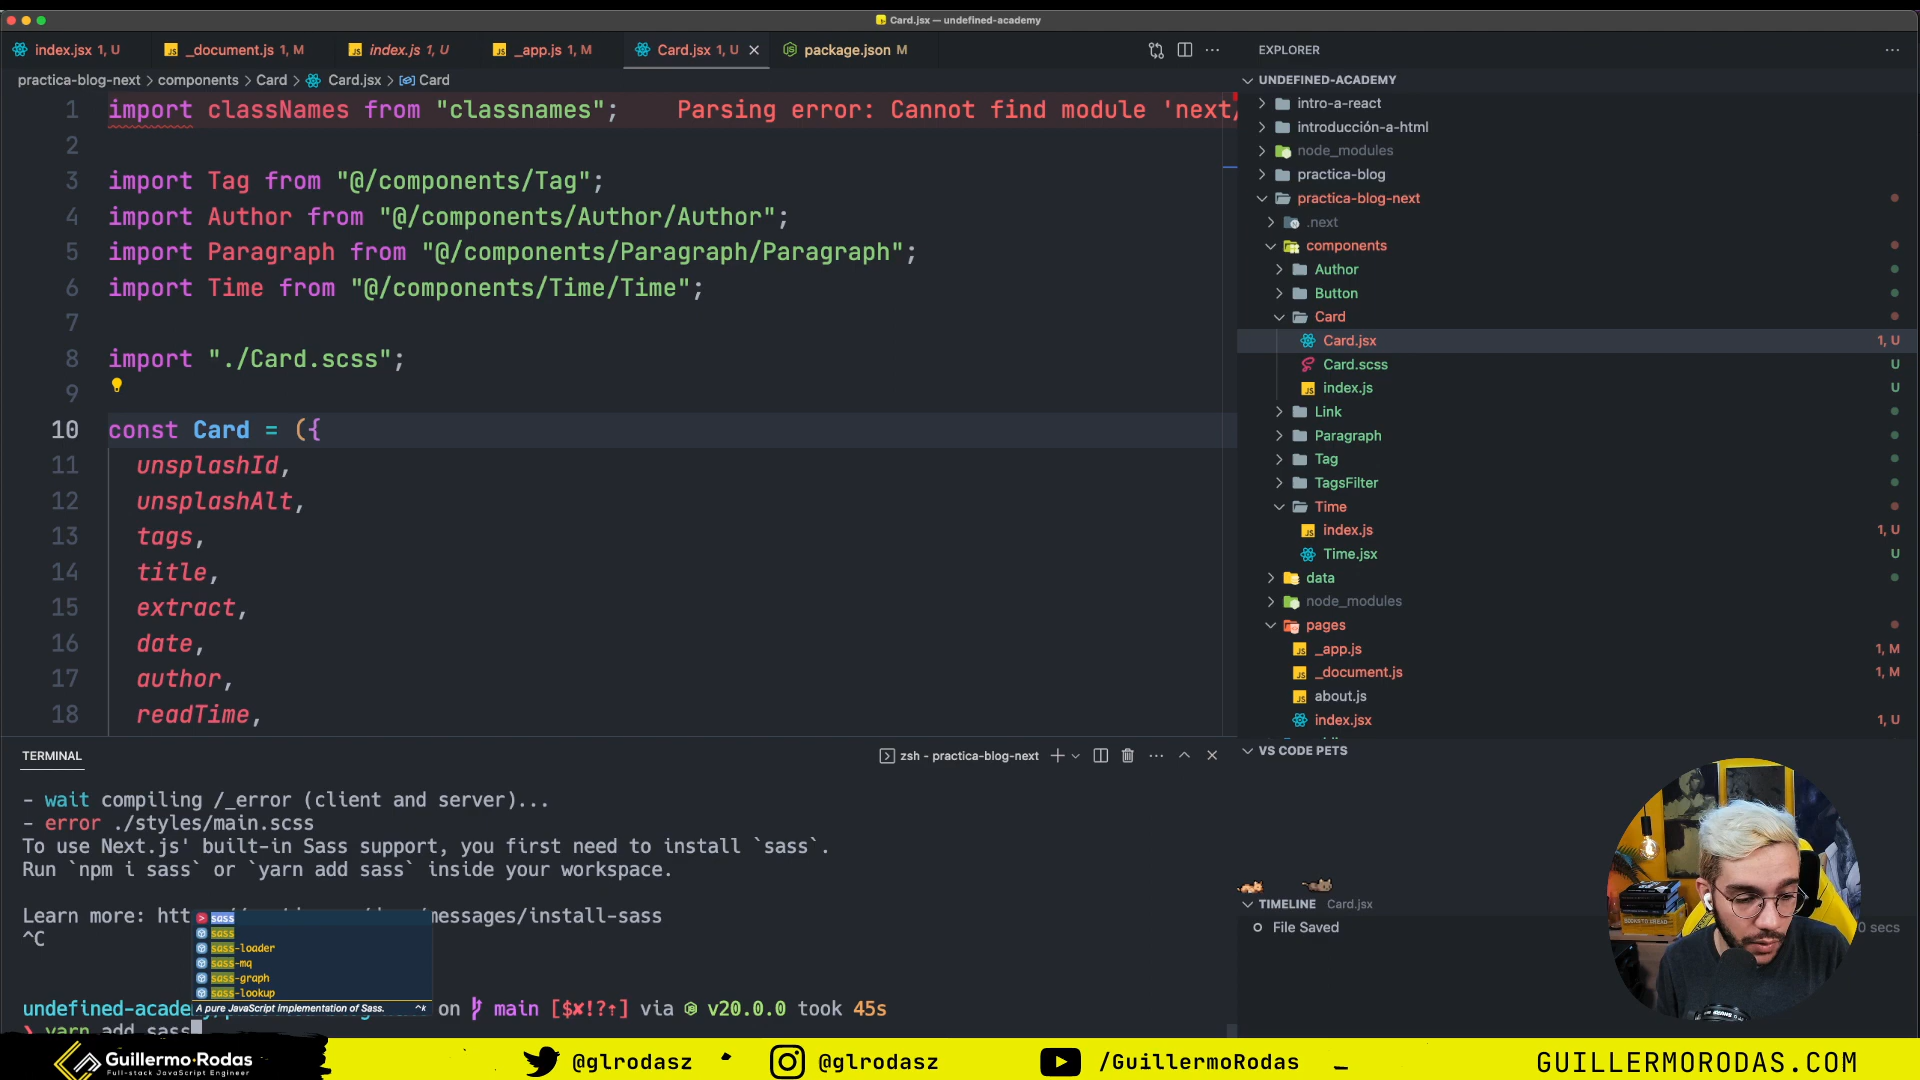 Card.jsx — undefined-academy
index.jsx 1, U
_document.js 1, M
index.js 1, U
_app.js 1, M
Card.jsx 1, U
package.json M
EXPLORER
practica-blog-next > components > Card > Card.jsx > Card
UNDEFINED-ACADEMY
1 import classNames from "classnames"; Parsing error: Cannot find module 'next/
2
3 import Tag from "@/components/Tag";
4 import Author from "@/components/Author/Author";
5 import Paragraph from "@/components/Paragraph/Paragraph";
6 import Time from "@/components/Time/Time";
7
8 import "./Card.scss";
9
10 const Card = ({
11 unsplashId,
12 unsplashAlt,
13 tags,
14 title,
15 extract,
16 date,
17 author,
18 readTime,
intro-a-react
introducción-a-html
node_modules
practica-blog
practica-blog-next
.next
components
Author
Button
Card
Card.jsx 1, U
Card.scss U
index.js U
Link
Paragraph
Tag
TagsFilter
Time
index.js 1, U
Time.jsx U
data
node_modules
pages
_app.js 1, M
_document.js 1, M
about.js
index.jsx 1, U
TERMINAL
zsh - practica-blog-next
- wait compiling /_error (client and server)...
- error ./styles/main.scss
To use Next.js' built-in Sass support, you first need to install `sass`.
Run `npm i sass` or `yarn add sass` inside your workspace.
Learn more: htt
messages/install-sass
^C
sass
sass
sass-loader
sass-mq
sass-graph
sass-lookup
A pure JavaScript implementation of Sass. ^k
undefined-acade
on main [$✘!?⇡] via v20.0.0 took 45s
❯ yarn add sass
VS CODE PETS
TIMELINE Card.jsx
File Saved
0 secs
Guillermo Rodas
Full-stack JavaScript Engineer
@glrodasz
@glrodasz
/GuillermoRodas
GUILLERMORODAS.COM